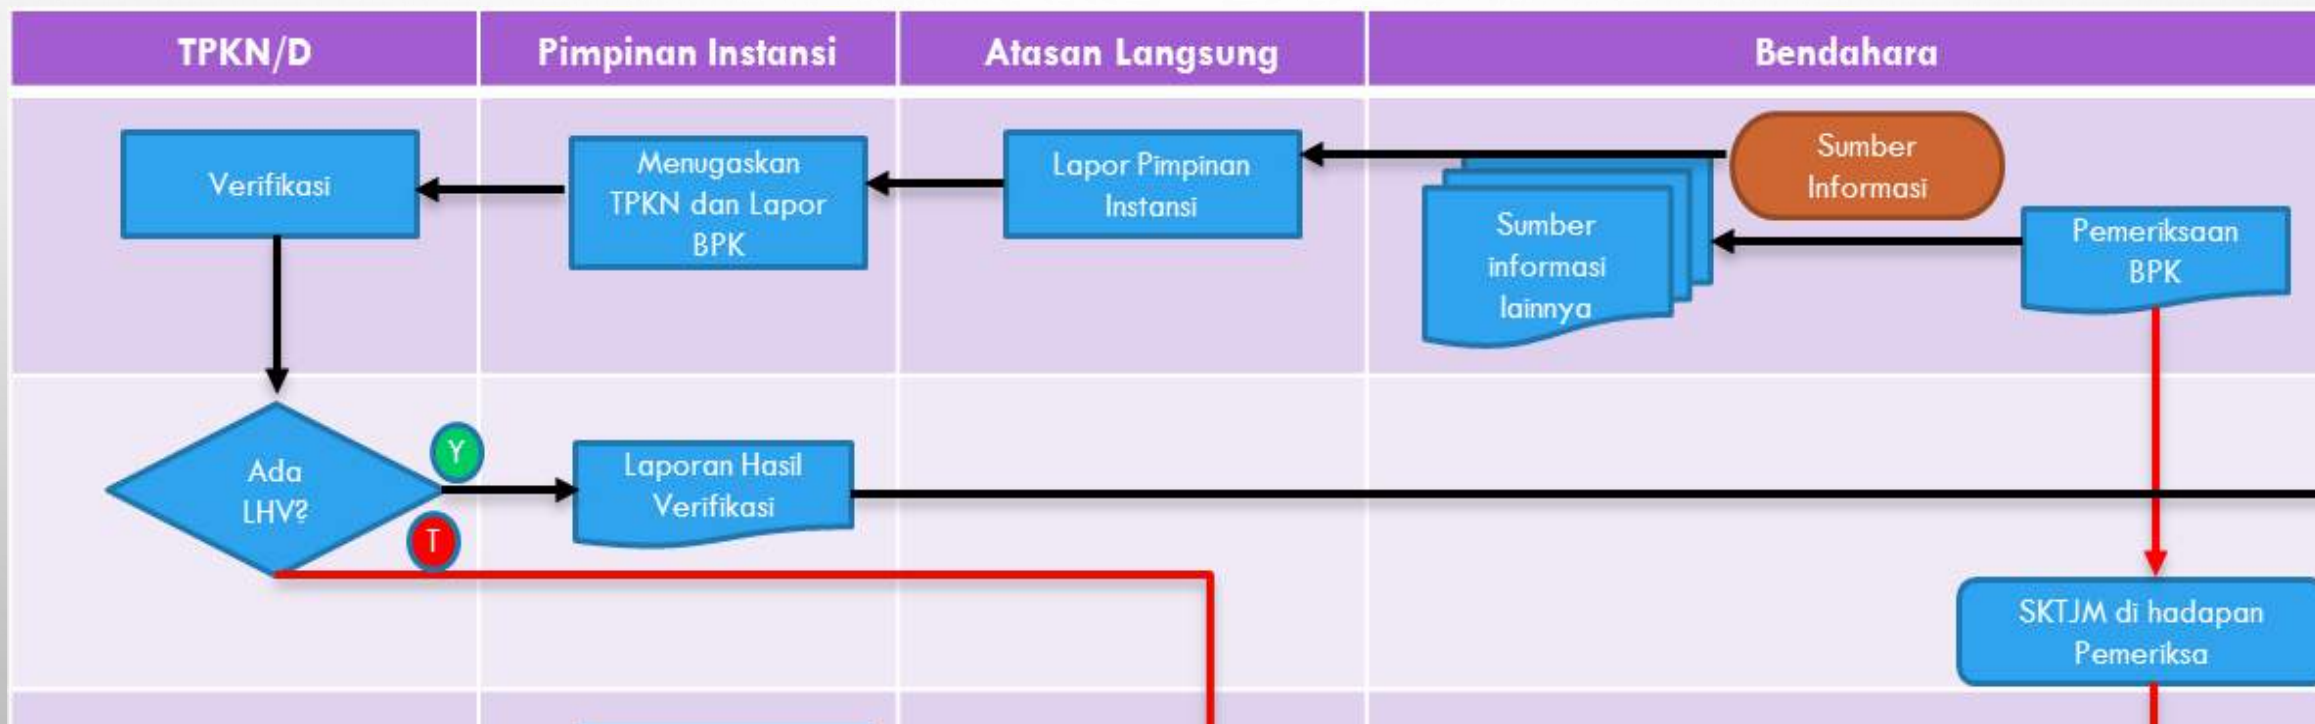 TPKN/D
Pimpinan Instansi
Atasan Langsung
Bendahara
Verifikasi
Menugaskan
TPKN dan Lapor
BPK
Lapor Pimpinan
Instansi
Sumber
Informasi
Sumber
informasi
lainnya
Pemeriksaan
BPK
Ada
LHV?
Y
T
Laporan Hasil
Verifikasi
SKTJM di hadapan
Pemeriksa